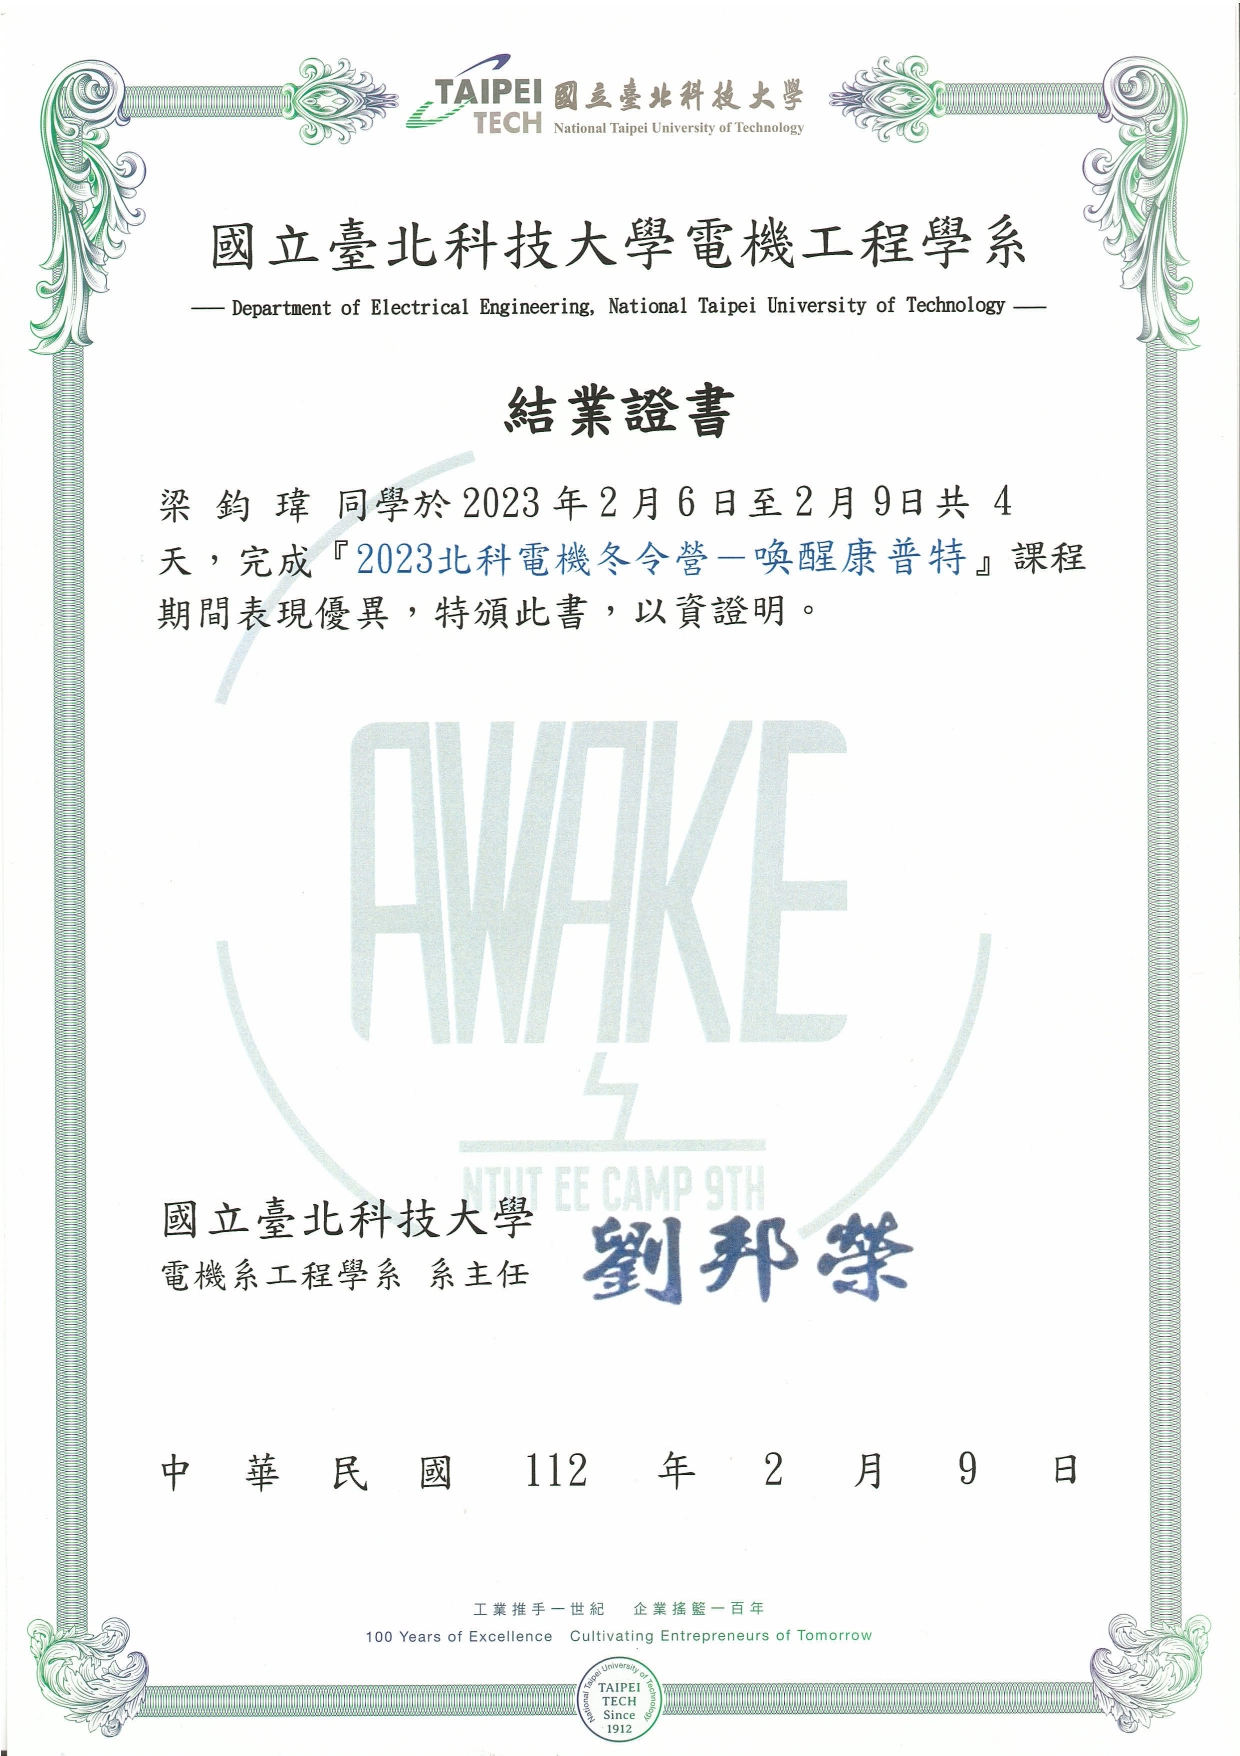 TAIPEI TECH 國立臺北科技大學
National Taipei University of Technology
國立臺北科技大學電機工程學系
Department of Electrical Engineering, National Taipei University of Technology
結業證書
梁 鈞 瑋 同學於 2023 年 2 月 6 日至 2 月 9日共 4
天，完成『2023北科電機冬令營－喚醒康普特』課程
期間表現優異，特頒此書，以資證明。
AWAKE
NTUT EE CAMP 9TH
國立臺北科技大學
電機系工程學系 系主任 劉邦榮
中 華 民 國 112 年 2 月 9 日
工業推手一世紀 企業搖籃一百年
100 Years of Excellence Cultivating Entrepreneurs of Tomorrow
National Taipei University of Technology
TAIPEI
TECH
Since
1912